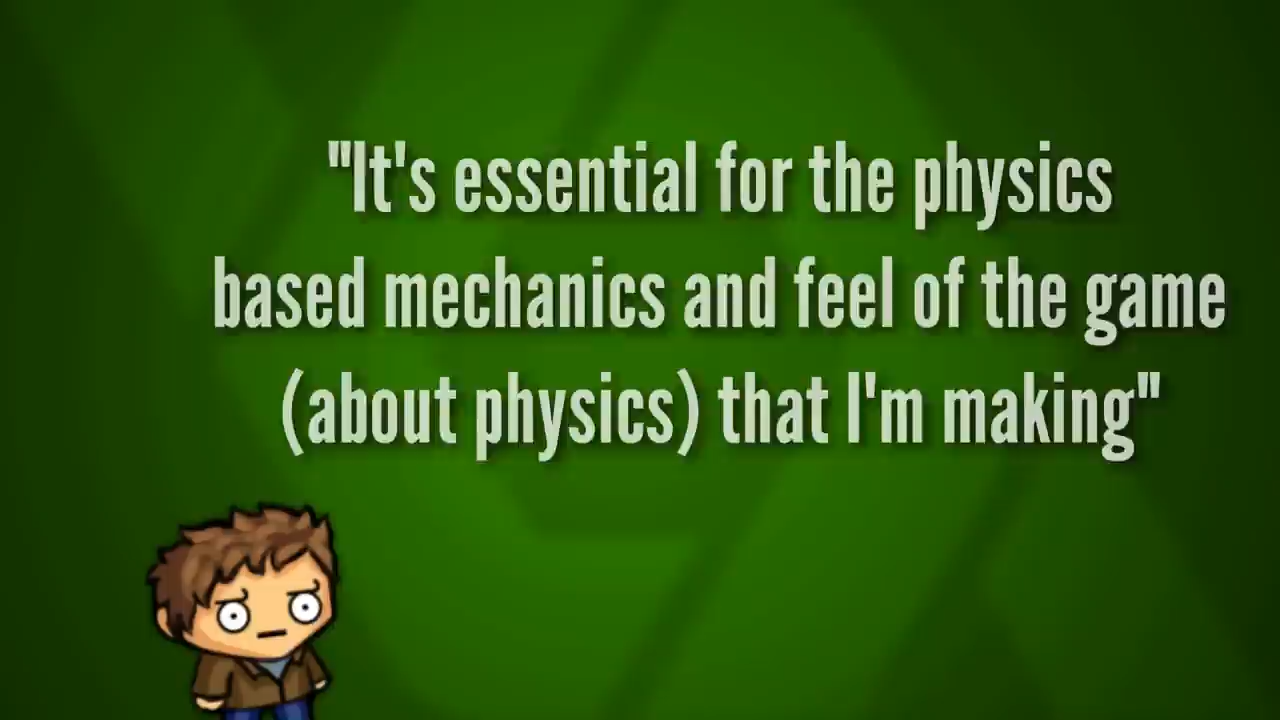 "It's essential for the physics
based mechanics and feel of the game
(about physics) that I'm making"